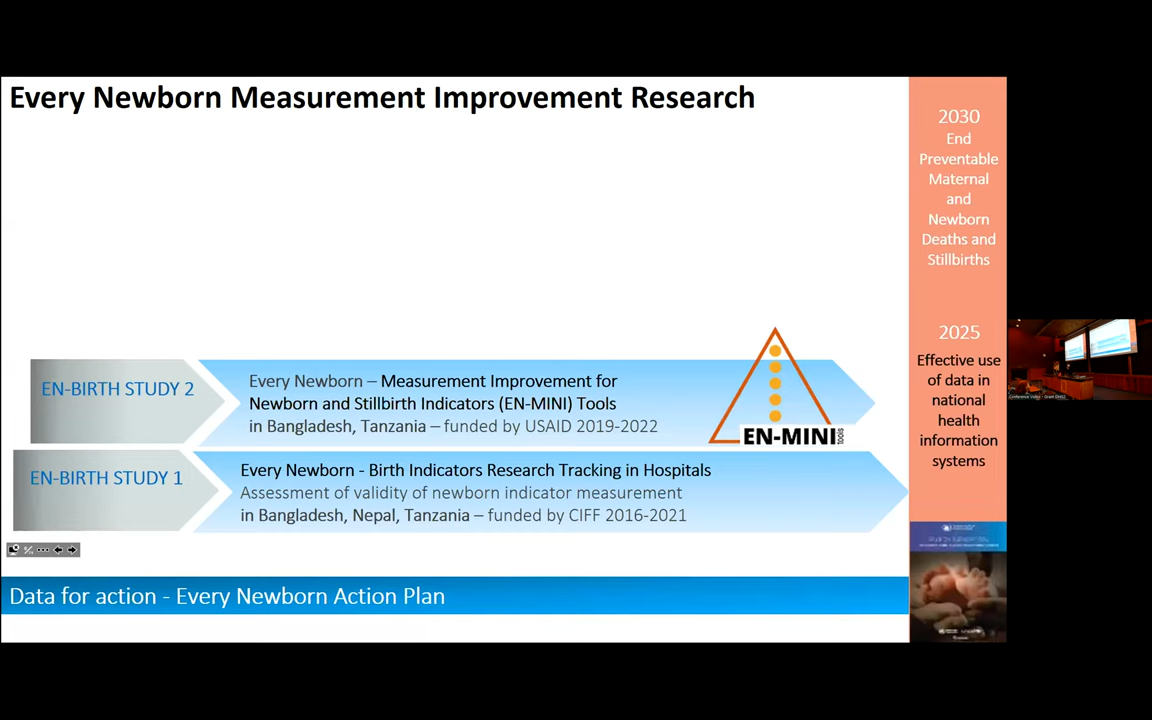 Every Newborn Measurement Improvement Research
EN-BIRTH STUDY 2
Every Newborn – Measurement Improvement for
Newborn and Stillbirth Indicators (EN-MINI) Tools
in Bangladesh, Tanzania – funded by USAID 2019-2022
EN-MINI
tools
EN-BIRTH STUDY 1
Every Newborn - Birth Indicators Research Tracking in Hospitals
Assessment of validity of newborn indicator measurement
in Bangladesh, Nepal, Tanzania – funded by CIFF 2016-2021
Data for action - Every Newborn Action Plan
2030
End
Preventable
Maternal
and
Newborn
Deaths and
Stillbirths
2025
Effective use
of data in
national
health
information
systems